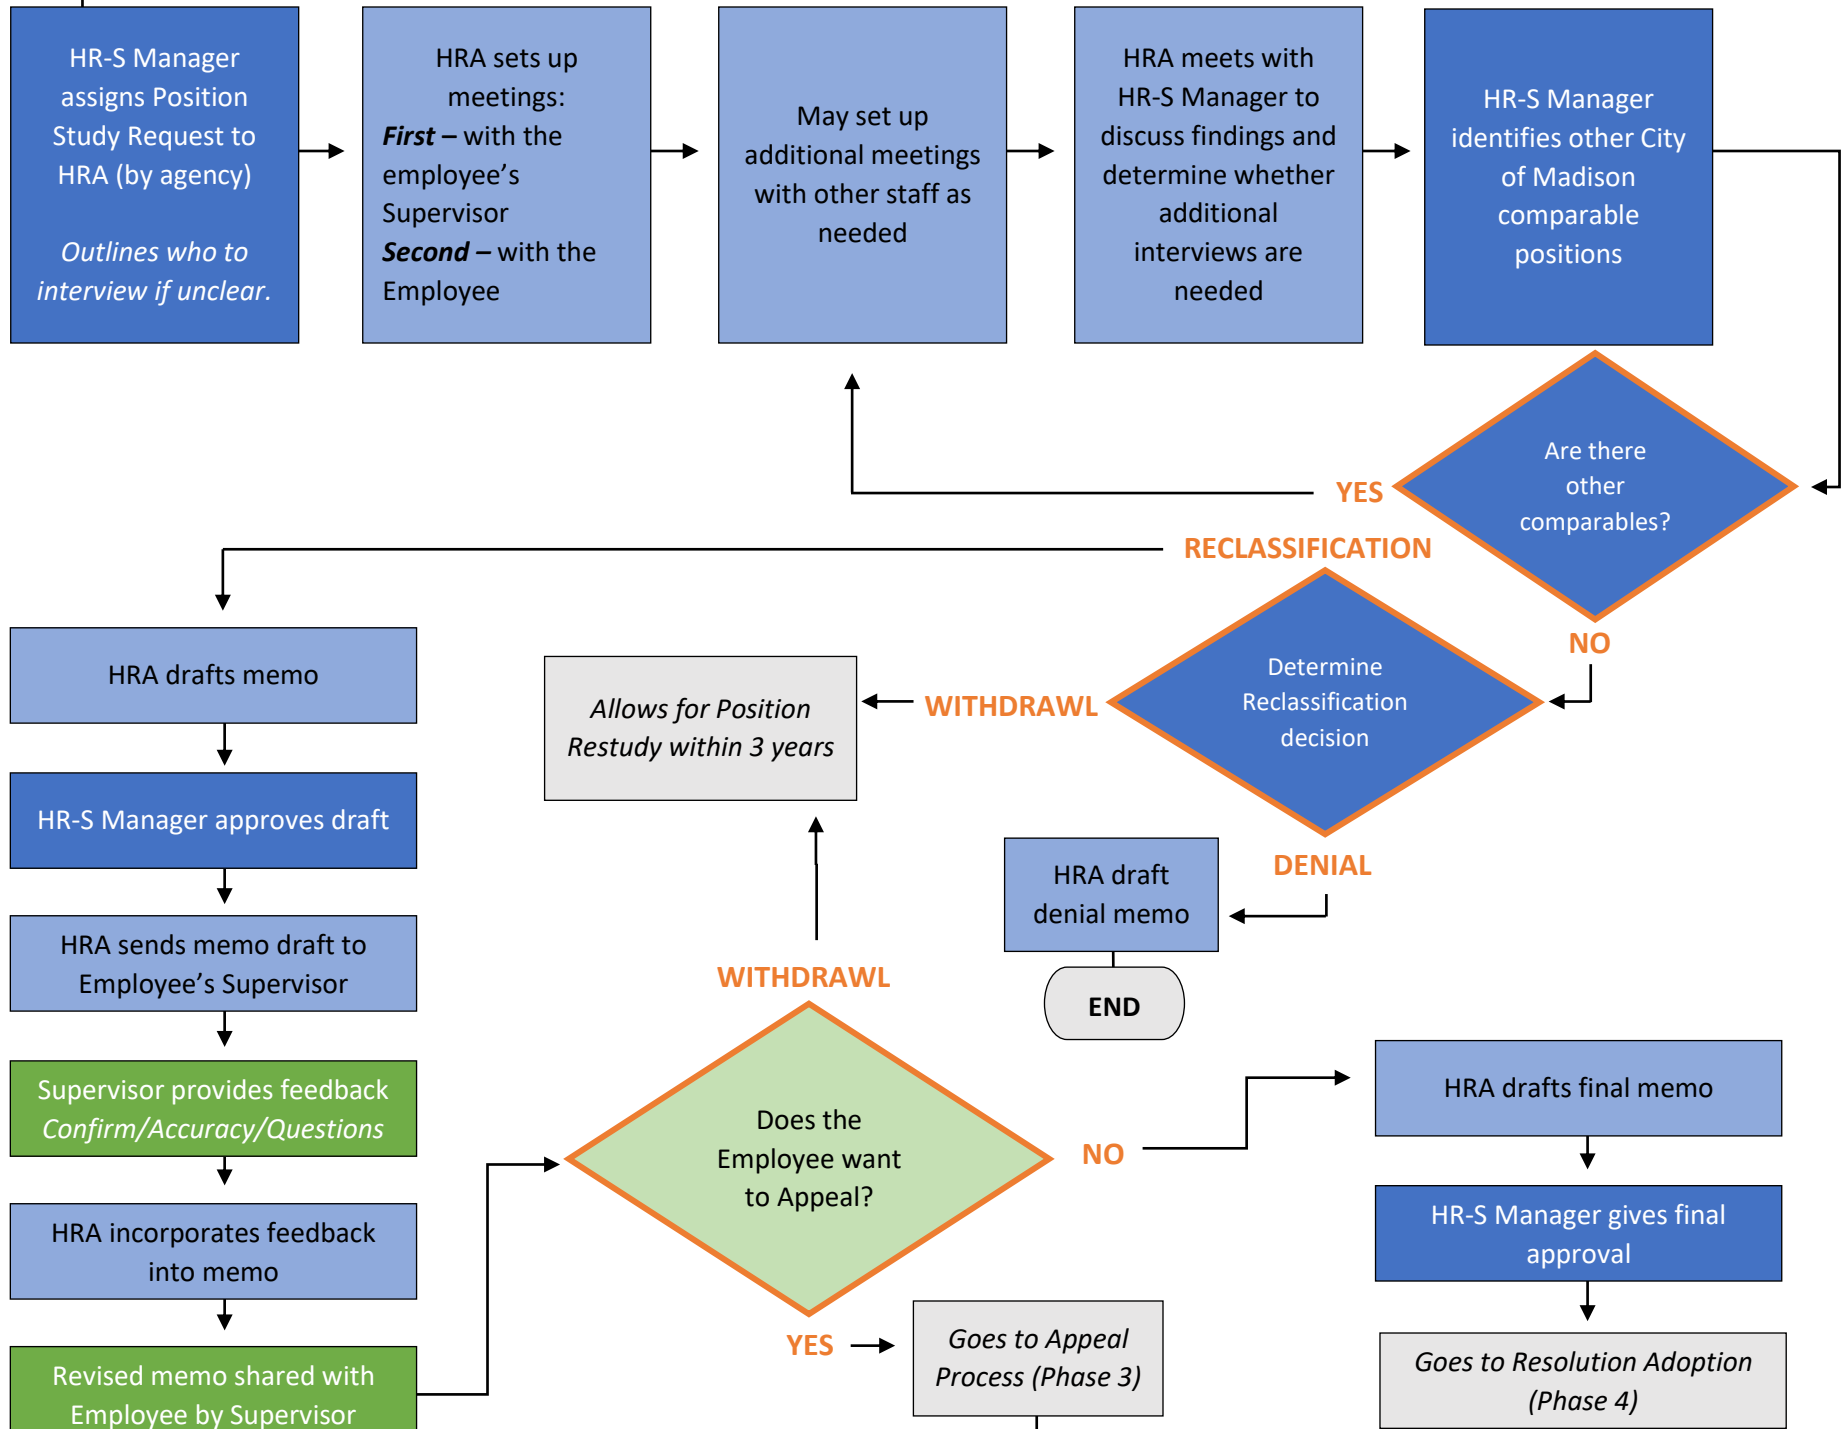 HR-S Manager
assigns Position
Study Request to
HRA (by agency)
Outlines who to
interview if unclear.
HRA sets up
meetings:
First – with the
employee’s
Supervisor
Second – with the
Employee
May set up
additional meetings
with other staff as
needed
HRA meets with
HR-S Manager to
discuss findings and
determine whether
additional
interviews are
needed
HR-S Manager
identifies other City
of Madison
comparable
positions
Are there
other
comparables?
YES
NO
RECLASSIFICATION
Determine
Reclassification
decision
WITHDRAWL
Allows for Position
Restudy within 3 years
DENIAL
HRA draft
denial memo
END
HRA drafts memo
HR-S Manager approves draft
HRA sends memo draft to
Employee’s Supervisor
Supervisor provides feedback
Confirm/Accuracy/Questions
HRA incorporates feedback
into memo
Revised memo shared with
Employee by Supervisor
WITHDRAWL
Does the
Employee want
to Appeal?
NO
YES
Goes to Appeal
Process (Phase 3)
HRA drafts final memo
HR-S Manager gives final
approval
Goes to Resolution Adoption
(Phase 4)